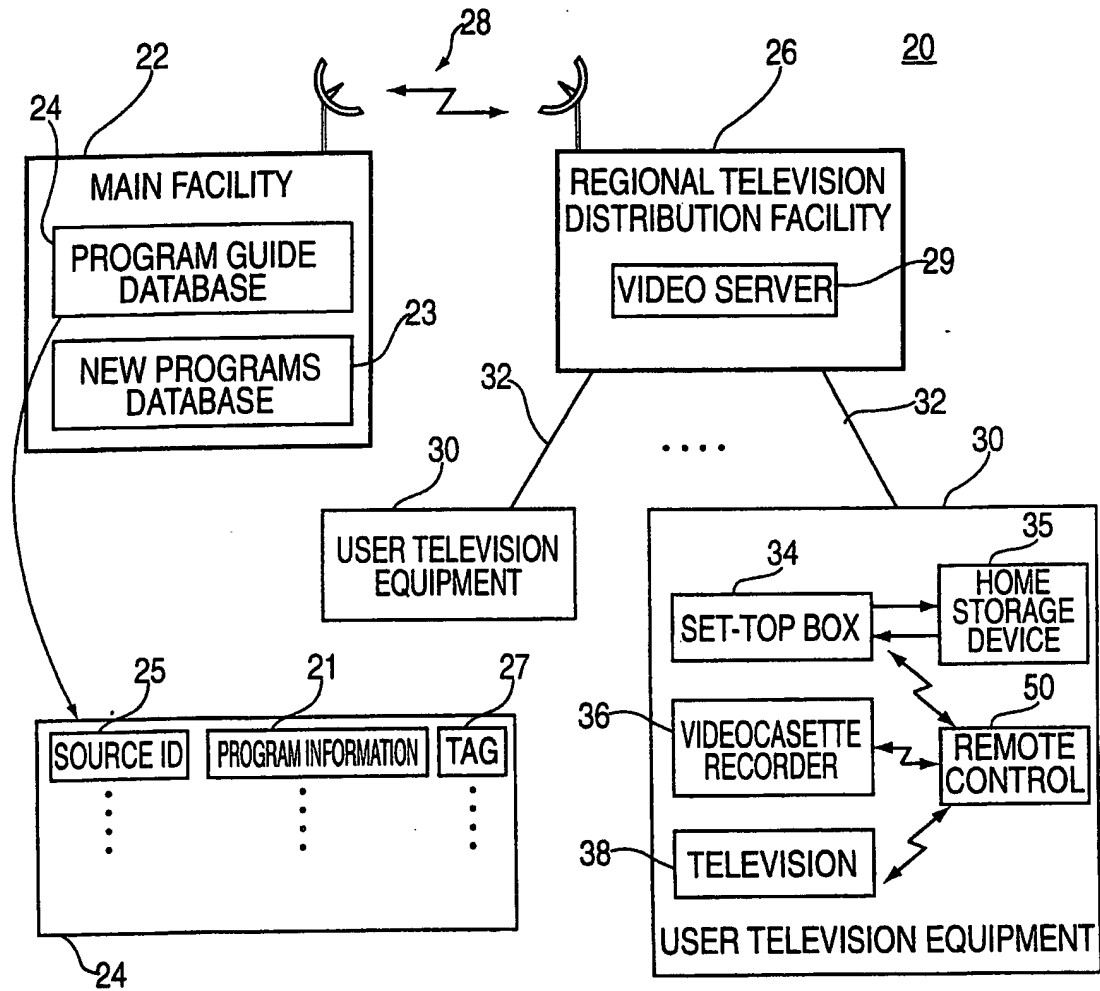 28
20
22
26
24
MAIN FACILITY
PROGRAM GUIDE
DATABASE
23
NEW PROGRAMS
DATABASE
REGIONAL TELEVISION
DISTRIBUTION FACILITY
29
VIDEO SERVER
32
32
30
USER TELEVISION
EQUIPMENT
30
34
SET-TOP BOX
35
HOME
STORAGE
DEVICE
36
VIDEOCASETTE
RECORDER
50
REMOTE
CONTROL
38
TELEVISION
USER TELEVISION EQUIPMENT
25
21
27
SOURCE ID
PROGRAM INFORMATION
TAG
24